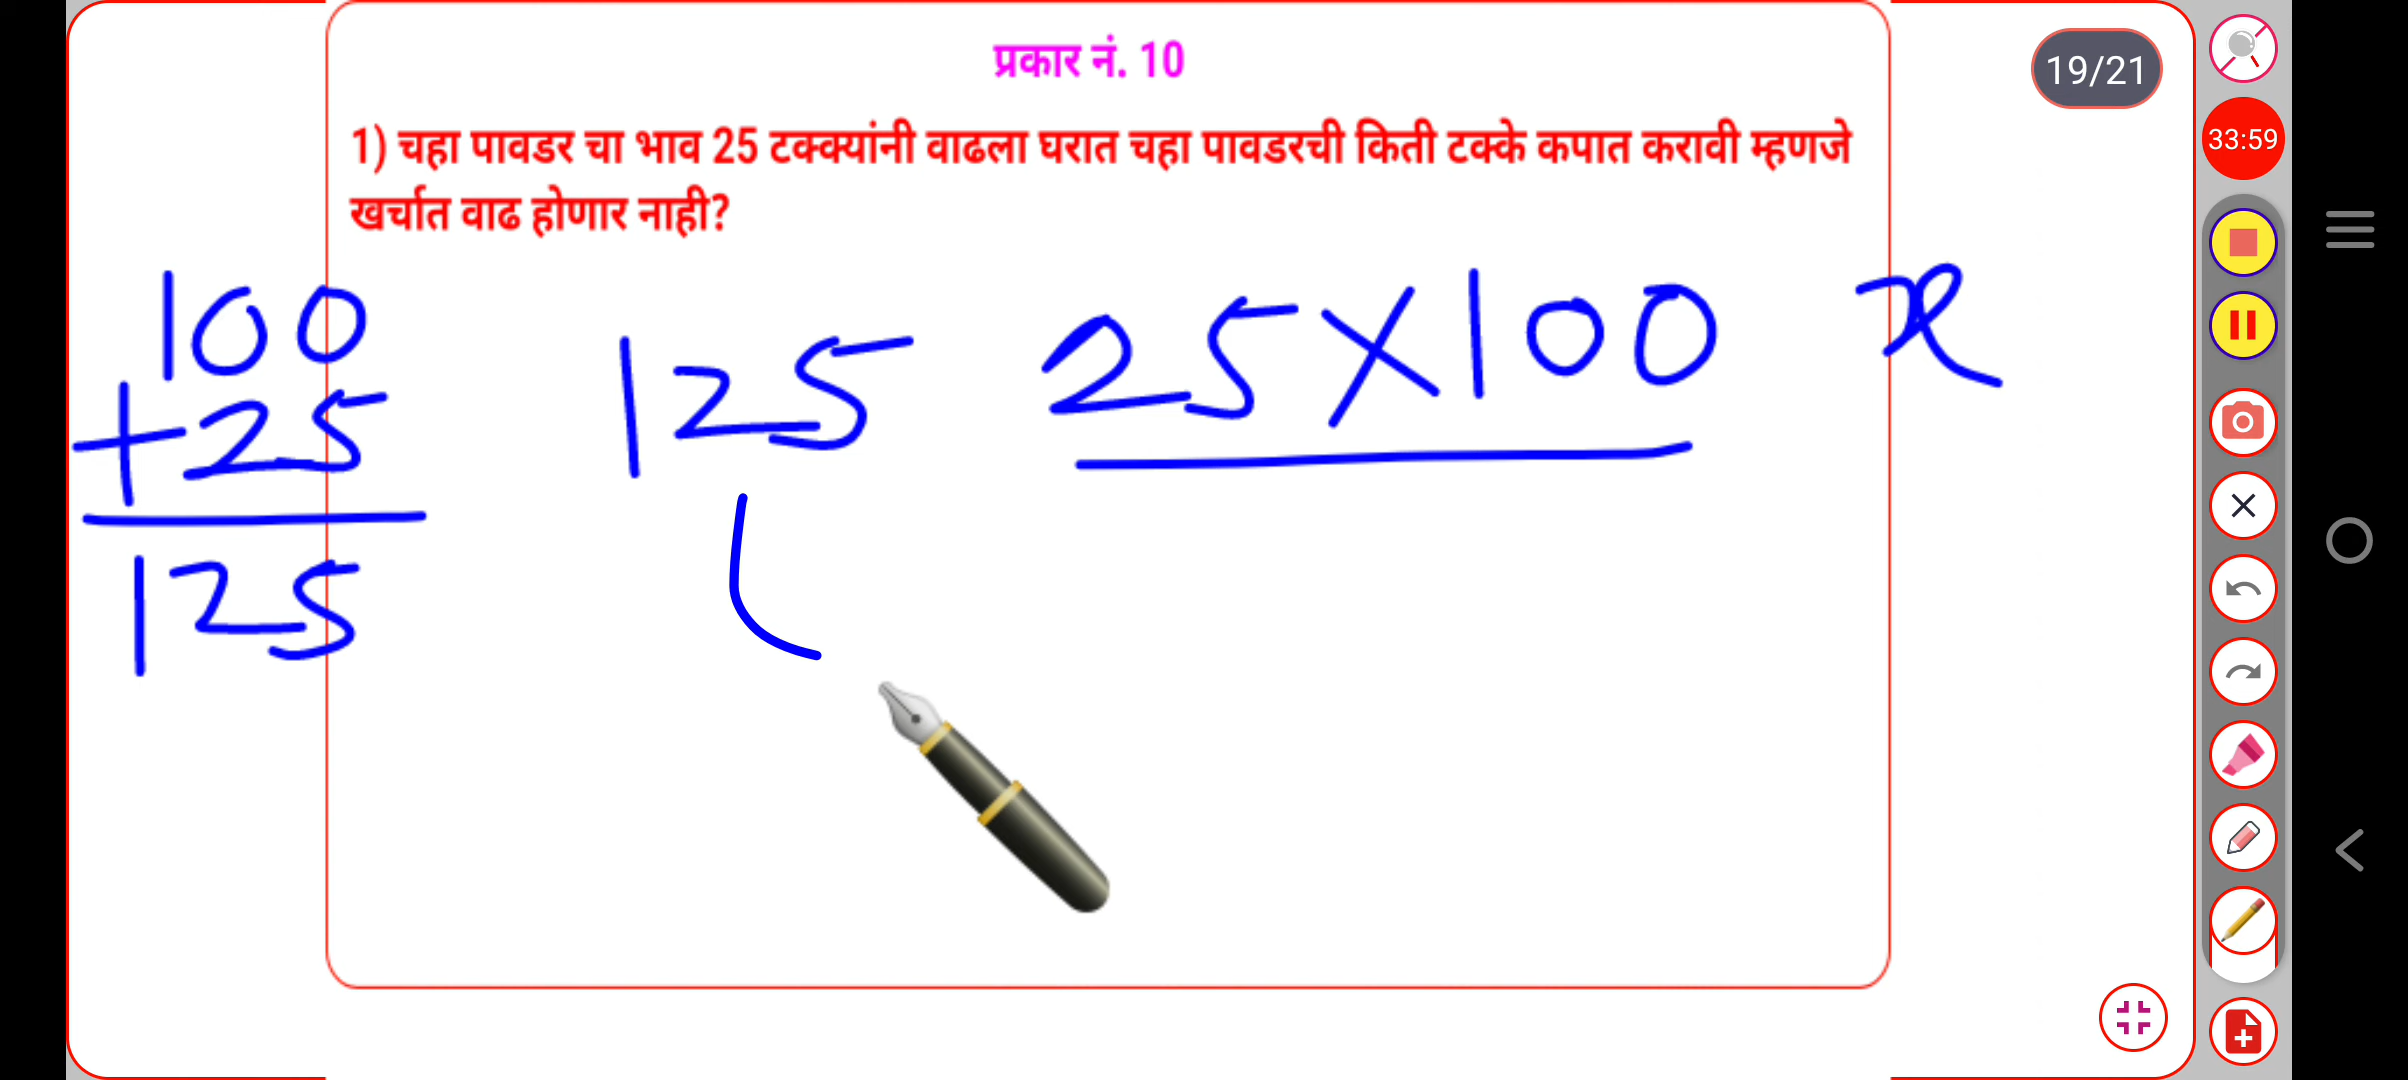 प्रकार नं. 10
19/21
33:59
1) चहा पावडर चा भाव 25 टक्क्यांनी वाढला घरात चहा पावडरची किती टक्के कपात करावी म्हणजे
खर्चात वाढ होणार नाही?
100
+25
125
125
25×100
x